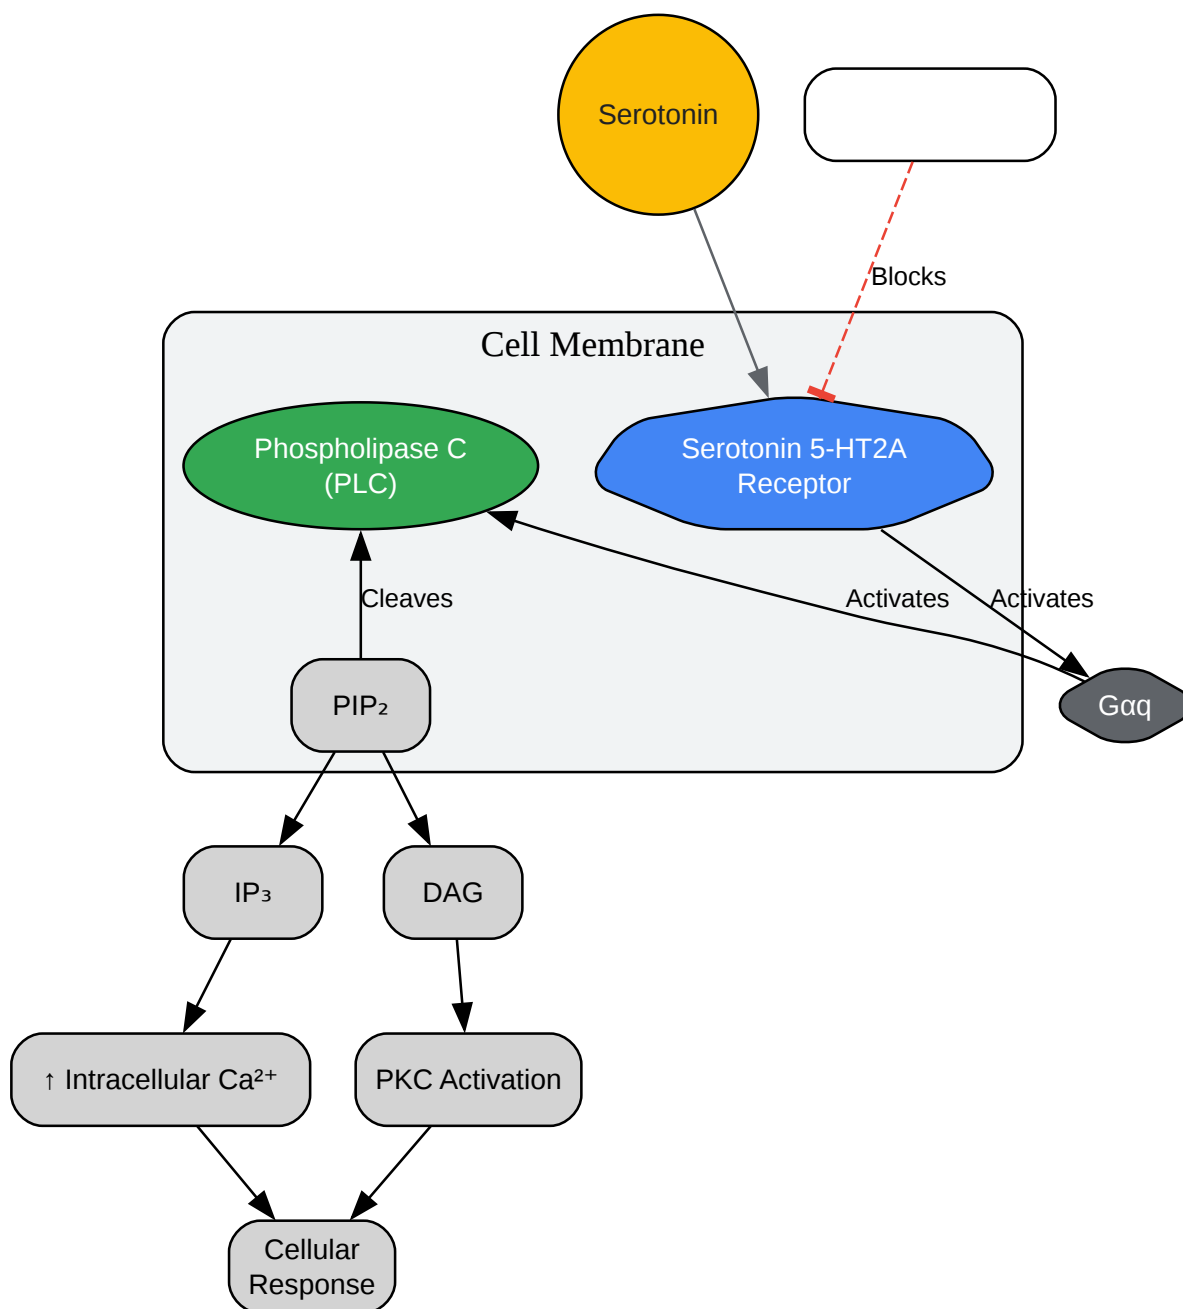 Serotonin
Blocks
Cell Membrane
Phospholipase C
(PLC)
Serotonin 5-HT2A
Receptor
Cleaves
Activates
Activates
PIP₂
Gαq
IP₃
DAG
↑ Intracellular Ca²⁺
PKC Activation
Cellular
Response